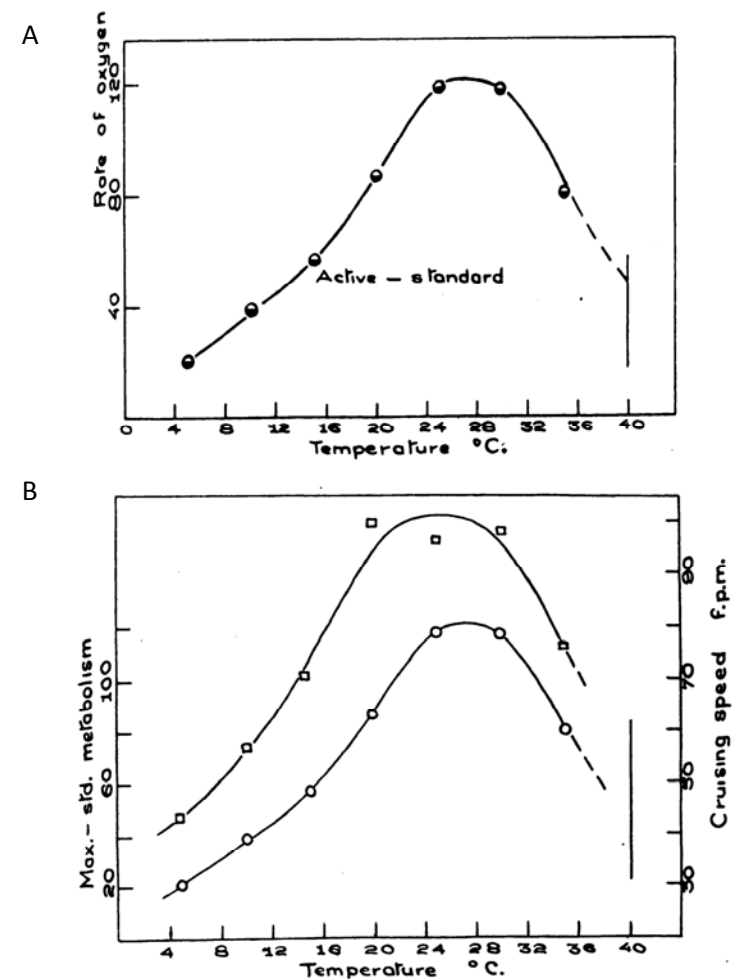 A
Rate of oxygen
120
80
40
Active – standard
0 4 8 12 16 20 24 28 32 36 40
Temperature °C.
B
Max.– std. metabolism
100
60
20
90
70
50
30
Cruising speed f.p.m.
4 8 12 16 20 24 28 32 36 40
Temperature °C.